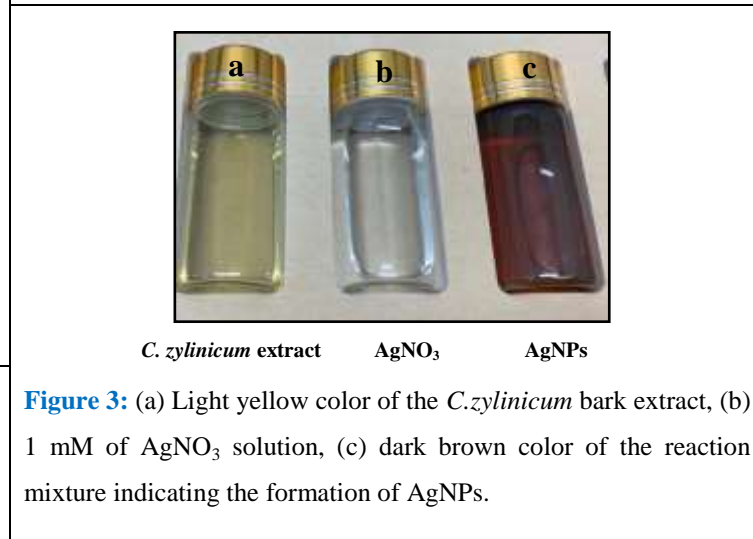 a b c
C. zylinicum extract AgNO₃ AgNPs
Figure 3: (a) Light yellow color of the C.zylinicum bark extract, (b)
1 mM of AgNO₃ solution, (c) dark brown color of the reaction
mixture indicating the formation of AgNPs.